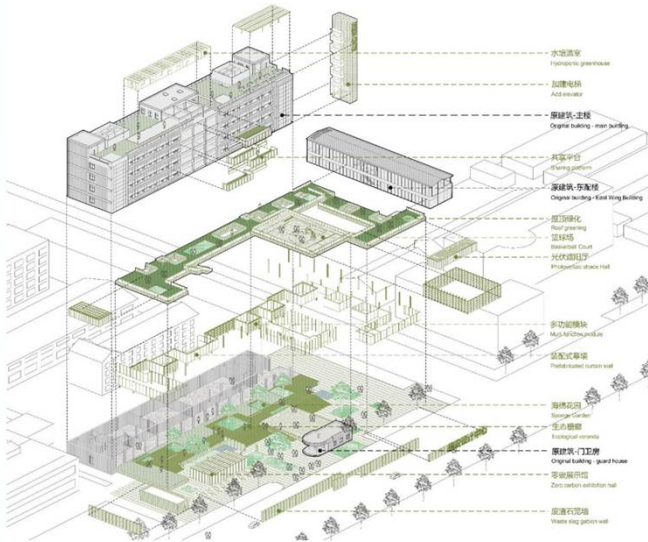 水培温室
Hydroponic greenhouse
加建电梯
Add elevator
原建筑-主楼
Original building - main building
共享平台
Sharing platform
原建筑-东配楼
Original building - East Wing Building
屋顶绿化
Roof greening
篮球场
Basketball Court
光伏遮阳厅
Photovoltaic shade Hall
多功能模块
Multi-function module
装配式幕墙
Prefabricated curtain wall
海绵花园
Sponge Garden
生态檐廊
Ecological veranda
原建筑-门卫房
Original building - guard house
零碳展示馆
Zero carbon exhibition hall
废渣石笼墙
Waste slag gabion wall